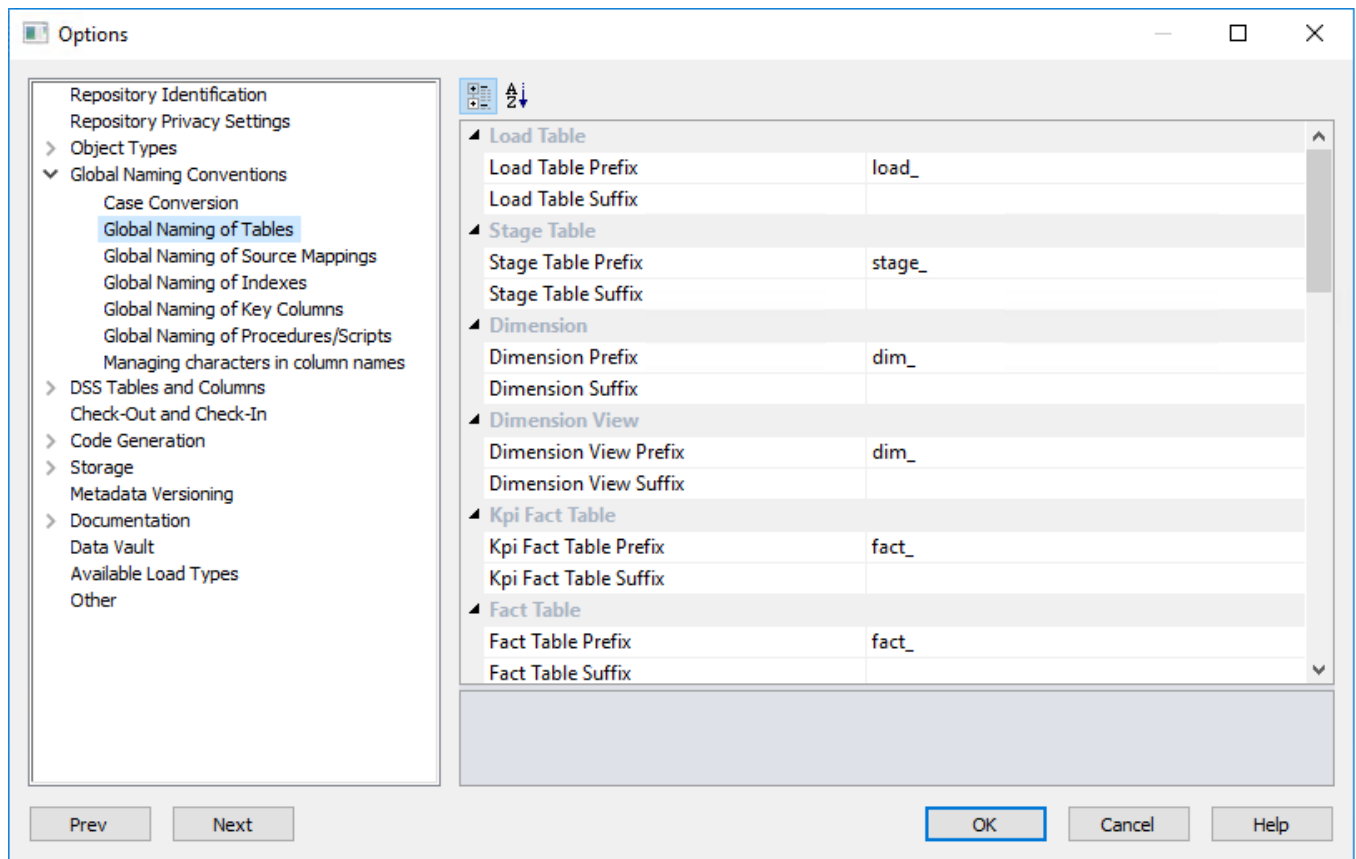 Options
Repository Identification
Repository Privacy Settings
Object Types
Global Naming Conventions
Case Conversion
Global Naming of Tables
Global Naming of Source Mappings
Global Naming of Indexes
Global Naming of Key Columns
Global Naming of Procedures/Scripts
Managing characters in column names
DSS Tables and Columns
Check-Out and Check-In
Code Generation
Storage
Metadata Versioning
Documentation
Data Vault
Available Load Types
Other
A
Z
Load Table
Load Table Prefix load_
Load Table Suffix
Stage Table
Stage Table Prefix stage_
Stage Table Suffix
Dimension
Dimension Prefix dim_
Dimension Suffix
Dimension View
Dimension View Prefix dim_
Dimension View Suffix
Kpi Fact Table
Kpi Fact Table Prefix fact_
Kpi Fact Table Suffix
Fact Table
Fact Table Prefix fact_
Fact Table Suffix
Prev Next OK Cancel Help